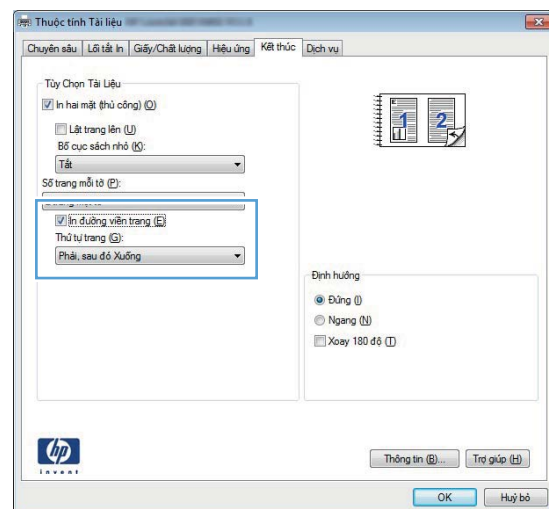 Thuộc tính Tài liệu
Chuyên sâu Lối tắt In Giấy/Chất lượng Hiệu ứng Kết thúc Dịch vụ
Tùy Chọn Tài Liệu
In hai mặt (thủ công) (O)
Lật trang lên (U)
Bố cục sách nhỏ (K):
Tắt
Số trang mỗi tờ (P):
In đường viền trang (E)
Thứ tự trang (G):
Phải, sau đó Xuống
1 2
Định hướng
Đứng (I)
Ngang (N)
Xoay 180 độ (T)
hp
invent
Thông tin (B)... Trợ giúp (H)
OK Huỷ bỏ